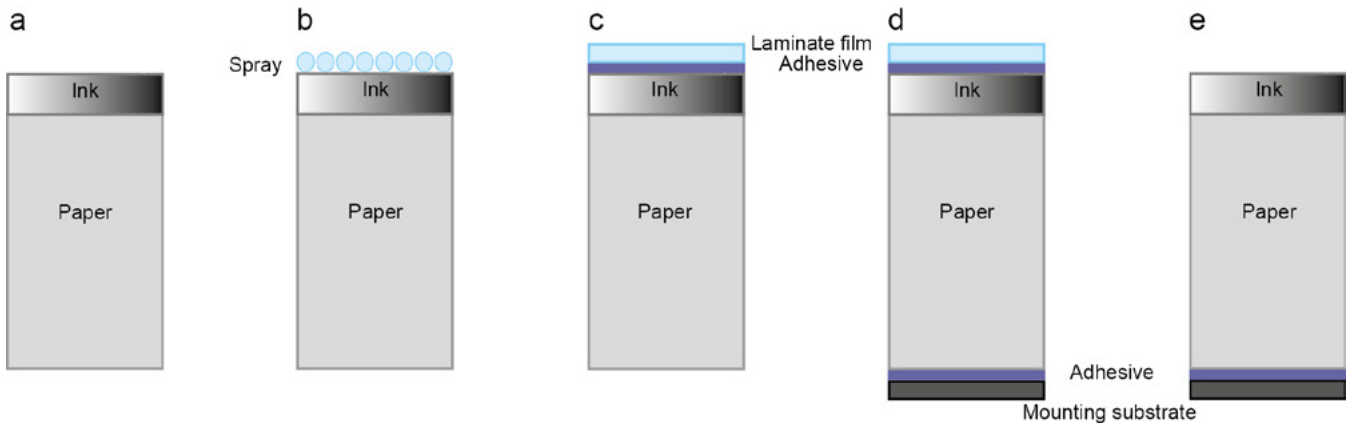 a
b
c
d
e
Spray
Laminate film
Adhesive
Ink
Ink
Ink
Ink
Ink
Paper
Paper
Paper
Paper
Paper
Adhesive
Mounting substrate